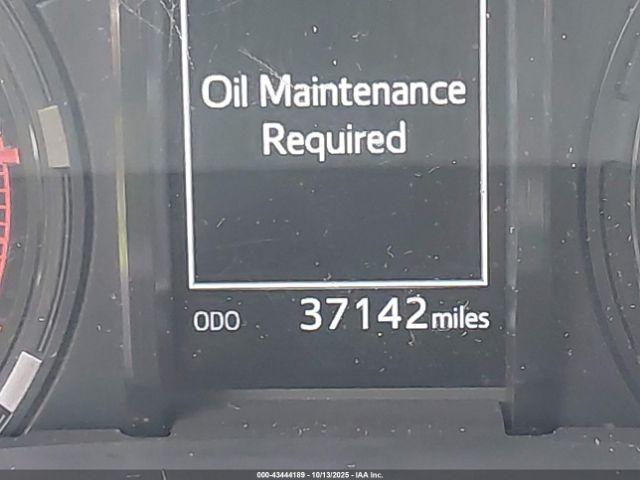 Oil Maintenance
Required
ODO 37142 miles
000-43444189 - 10/13/2025 - IAA Inc.